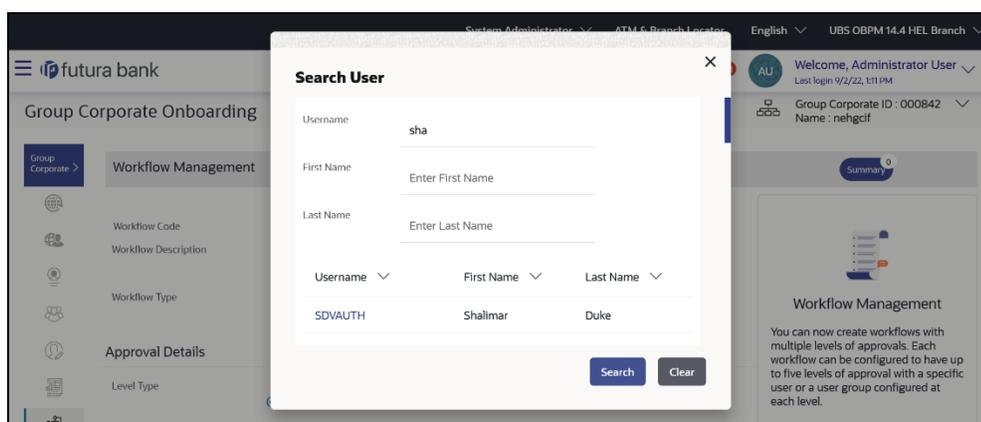 System Administrator ATM & Branch Locator English UBS OBPM 14.4 HEL Branch
futura bank
AU
Welcome, Administrator User
Last login 9/2/22, 1:11 PM
Group Corporate Onboarding
Group Corporate ID : 000842
Name : nehgcif
Group
Corporate >
Workflow Management
Summary
0
Workflow Code
Workflow Description
Workflow Type
Approval Details
Level Type
Search User
Username
sha
First Name
Enter First Name
Last Name
Enter Last Name
Username First Name Last Name
SDVAUTH Shalimar Duke
Search Clear
Workflow Management
You can now create workflows with
multiple levels of approvals. Each
workflow can be configured to have up
to five levels of approval with a specific
user or a user group configured at
each level.